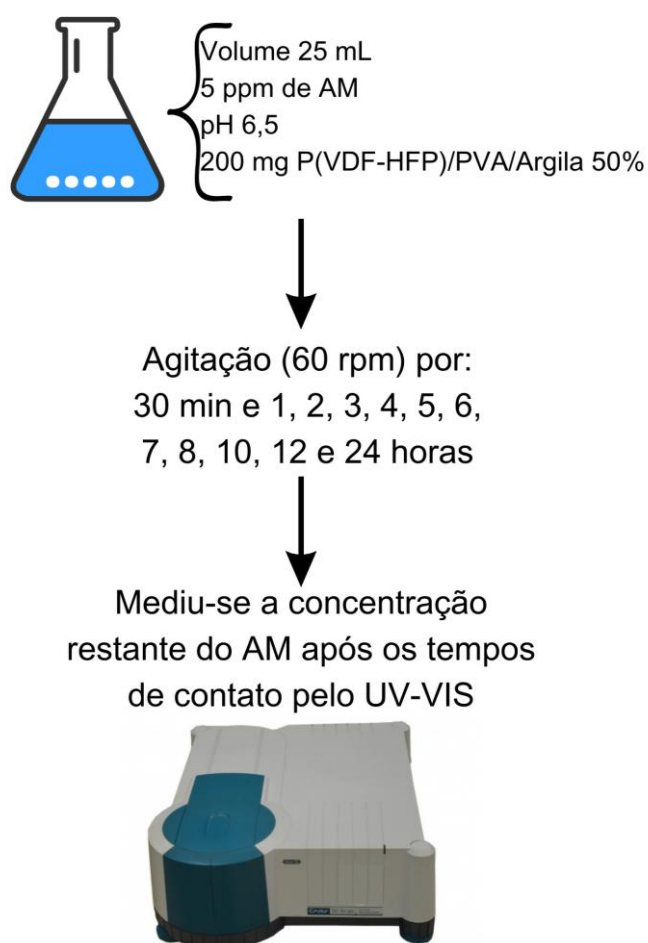 Volume 25 mL
5 ppm de AM
pH 6,5
200 mg P(VDF-HFP)/PVA/Argila 50%
Agitação (60 rpm) por:
30 min e 1, 2, 3, 4, 5, 6,
7, 8, 10, 12 e 24 horas
Mediu-se a concentração
restante do AM após os tempos
de contato pelo UV-VIS